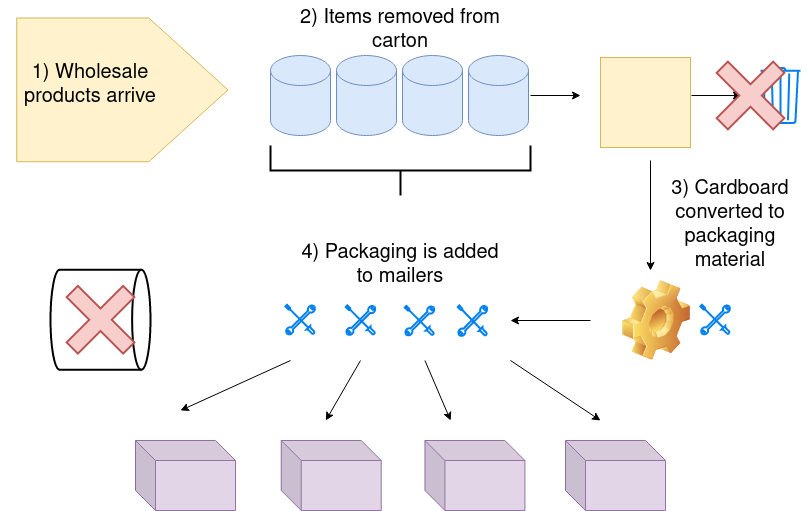 1) Wholesale
products arrive
2) Items removed from
carton
3) Cardboard
converted to
packaging
material
4) Packaging is added
to mailers